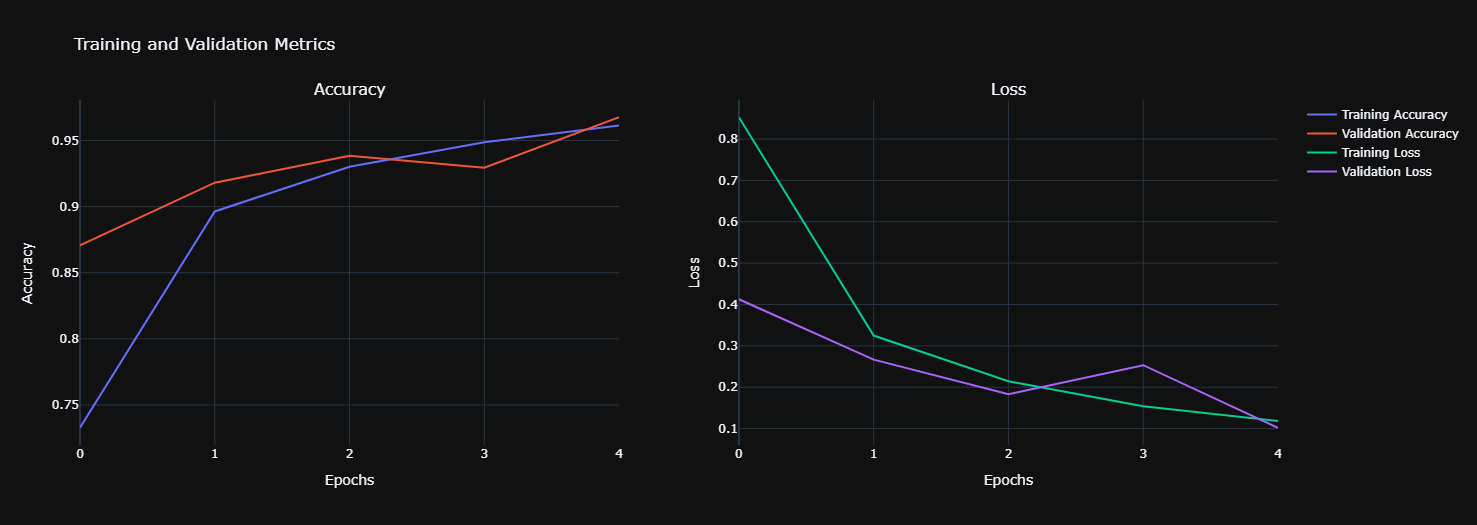 Training and Validation Metrics
Accuracy
Loss
Training Accuracy
Validation Accuracy
Training Loss
Validation Loss
0.95
0.9
0.85
0.8
0.75
Accuracy
0 1 2 3 4
Epochs
0.8
0.7
0.6
0.5
0.4
0.3
0.2
0.1
Loss
0 1 2 3 4
Epochs